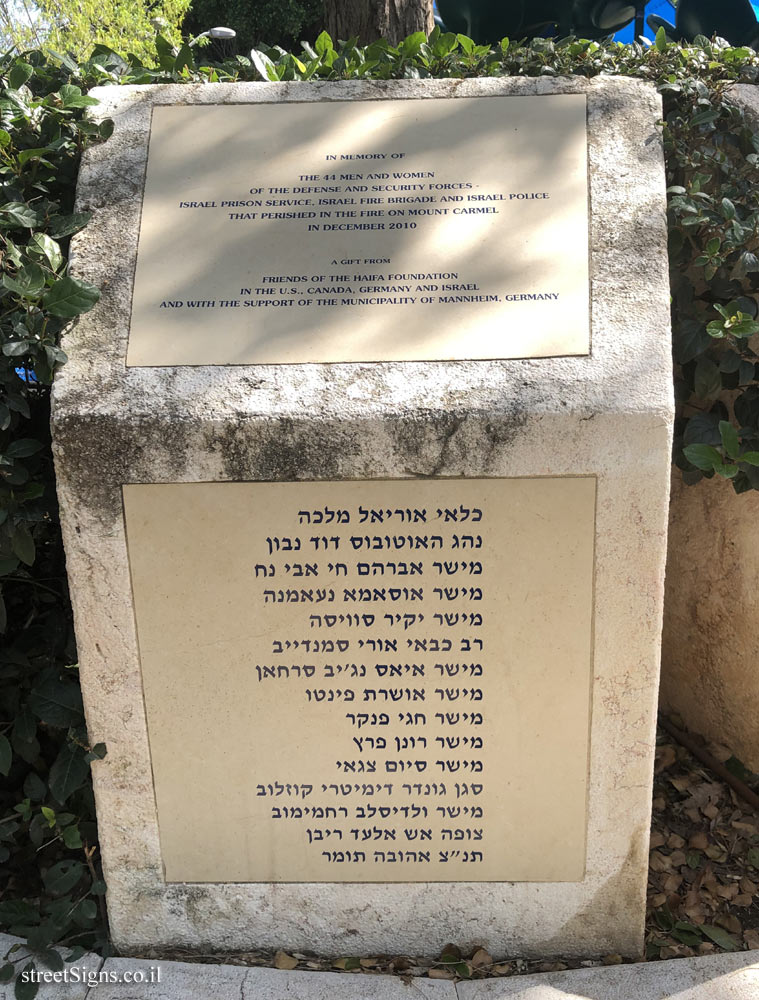 IN MEMORY OF
THE 44 MEN AND WOMEN
OF THE DEFENSE AND SECURITY FORCES -
ISRAEL PRISON SERVICE, ISRAEL FIRE BRIGADE AND ISRAEL POLICE
THAT PERISHED IN THE FIRE ON MOUNT CARMEL
IN DECEMBER 2010
A GIFT FROM
FRIENDS OF THE HAIFA FOUNDATION
IN THE U.S., CANADA, GERMANY AND ISRAEL
AND WITH THE SUPPORT OF THE MUNICIPALITY OF MANNHEIM, GERMANY
כלאי אוריאל מלכה
נהג האוטובוס דוד נבון
מישר אברהם חי אבי נח
מישר אוסאמא נעאמנה
מישר יקיר סוויסה
רב כבאי אורי סמנדייב
מישר איאס נג׳יב סרחאן
מישר אושרת פינטו
מישר חגי פנקר
מישר רונן פרץ
מישר סיום צגאי
סגן גונדר דימיטרי קוזלוב
מישר ולדיסלב רחמימוב
צופה אש אלעד ריבן
תנ״צ אהובה תומר
streetSigns.co.il